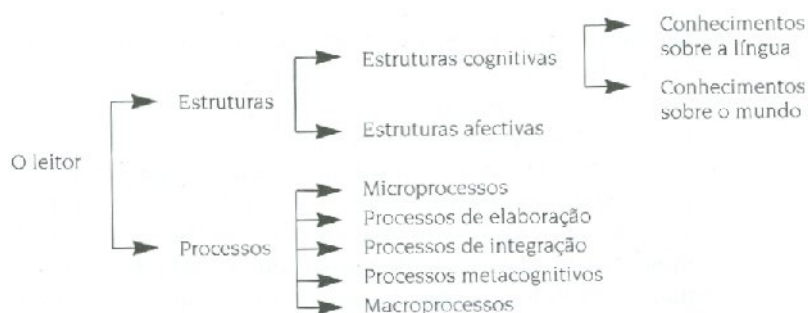 Conhecimentos
sobre a língua
Estruturas cognitivas
Conhecimentos
sobre o mundo
Estruturas
Estruturas afectivas
O leitor
Microprocessos
Processos de elaboração
Processos
Processos de integração
Processos metacognitivos
Macroprocessos